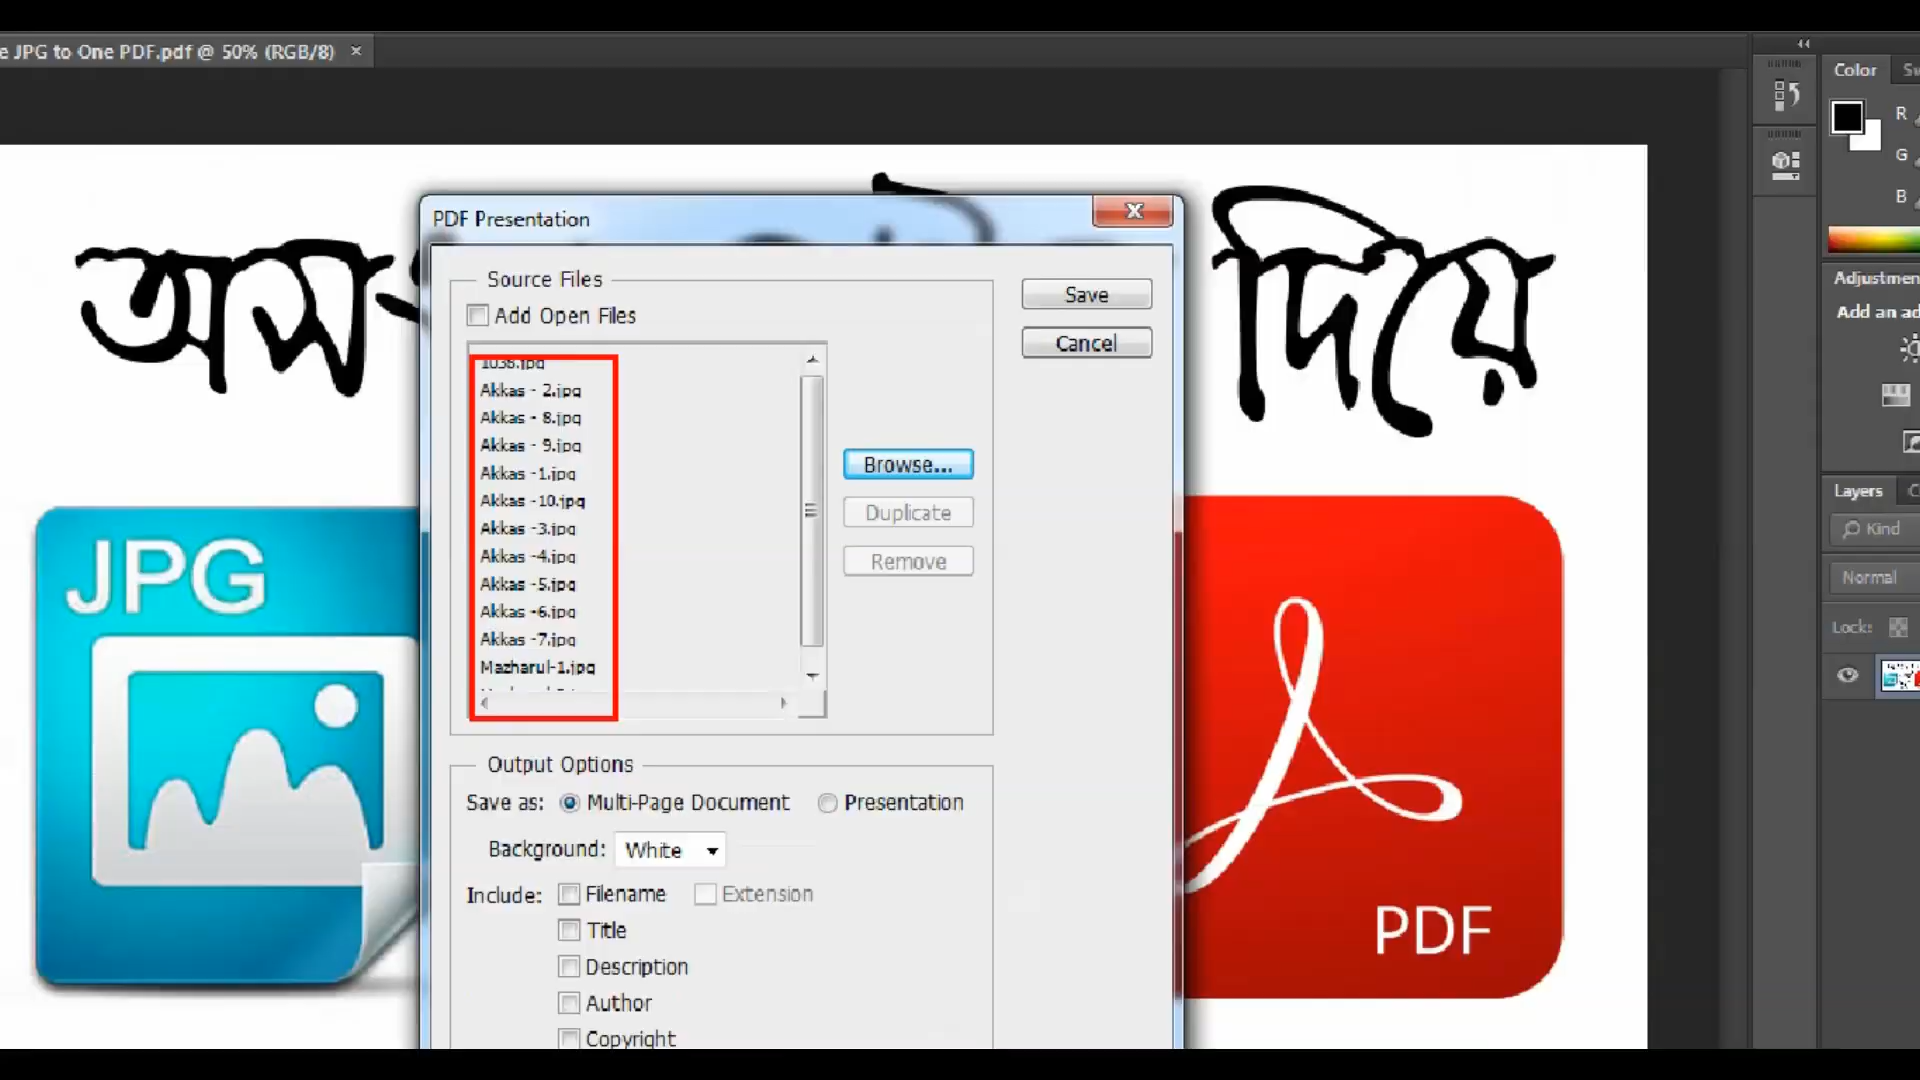 e JPG to One PDF.pdf @ 50% (RGB/8) ×
Color
R
G
B
Adjustmen
Add an ad
Layers
Kind
Normal
Lock:
দিয়ে
JPG
PDF
PDF Presentation
Source Files
Add Open Files
Akkas - 2.jpg
Akkas - 8.jpg
Akkas - 9.jpg
Akkas -1.jpg
Akkas -10.jpg
Akkas -3.jpg
Akkas -4.jpg
Akkas -5.jpg
Akkas -6.jpg
Akkas -7.jpg
Mazharul-1.jpg
Save
Cancel
Browse...
Duplicate
Remove
Output Options
Save as: Multi-Page Document Presentation
Background: White
Include: Filename Extension
Title
Description
Author
Copyright